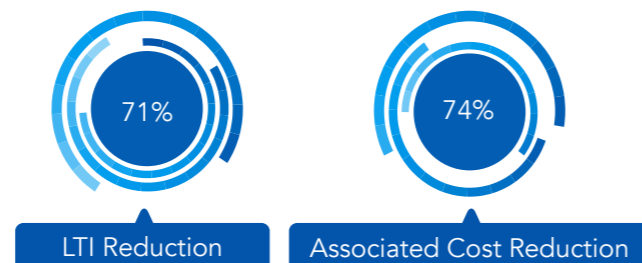 71%
74%
LTI Reduction
Associated Cost Reduction